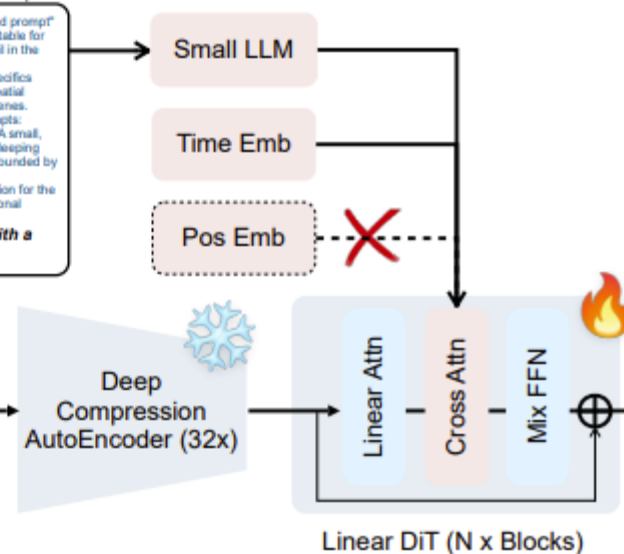 d prompt"
table for
l in the
ecifics
patial
enes.
pts:
A small,
leeping
ounded by
ion for the
onal
ith a
Small LLM
Time Emb
Pos Emb
Deep
Compression
AutoEncoder (32x)
Linear Attn
Cross Attn
Mix FFN
Linear DiT (N x Blocks)